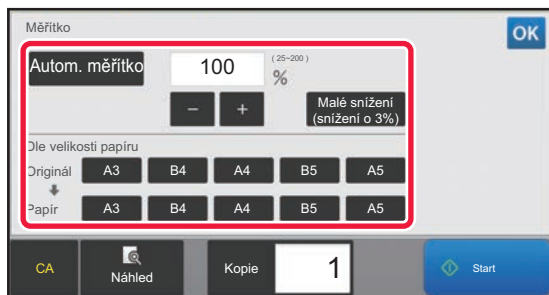 Měřítko
OK
Autom. měřítko
100
(25~200)
%
−
+
Malé snížení
(snížení o 3%)
Dle velikosti papíru
Originál
A3
B4
A4
B5
A5
Papír
A3
B4
A4
B5
A5
CA
Náhled
Kopie
1
Start